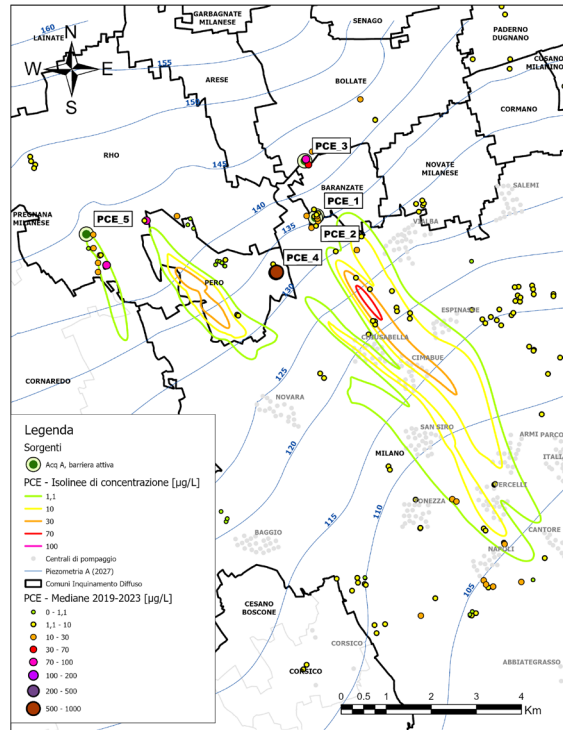 GARBAGNATE
MILANESE
SENAGO
PADERNO
DUGNANO
LAINATE
160
N
W
E
S
155
CUSANO
MILANINO
ARESE
BOLLATE
150
CORMANO
RHO
PCE_3
145
NOVATE
MILANESE
BARANZATE
SALEMI
PREGNANA
MILANESE
PCE_5
PCE_1
140
VIALBA
135
PCE_2
PCE_4
PERO
130
ESPINASSE
CHIUSABELLA
CIMABUE
CORNAREDO
125
NOVARA
120
SAN SIRO
ARMI
PARCO
MILANO
ITALIA
VERCELLI
115
110
CANTORE
BAGGIO
NAPOLI
105
CESANO
BOSCONE
CORSICO
CORSICO
ABBIATEGRASSO
Legenda
Sorgenti
Acq A, barriera attiva
PCE - Isolinee di concentrazione [µg/L]
1,1
10
30
70
100
Centrali di pompaggio
Piezometria A (2027)
Comuni Inquinamento Diffuso
PCE - Mediane 2019-2023 [µg/L]
0 - 1,1
1,1 - 10
10 - 30
30 - 70
70 - 100
100 - 200
200 - 500
500 - 1000
0 0.5 1 2 3 4
Km